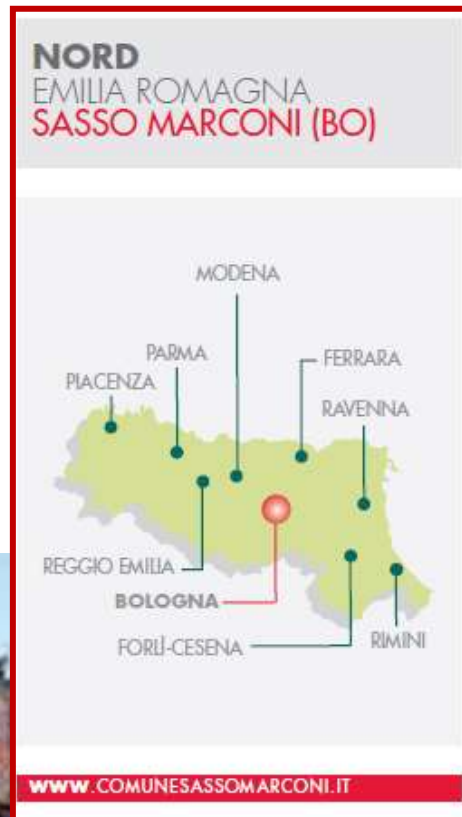 NORD
EMILIA ROMAGNA
SASSO MARCONI (BO)
MODENA
PARMA
FERRARA
PIACENZA
RAVENNA
REGGIO EMILIA
BOLOGNA
FORLÌ-CESENA
RIMINI
WWW.COMUNESASSOMARCONI.IT